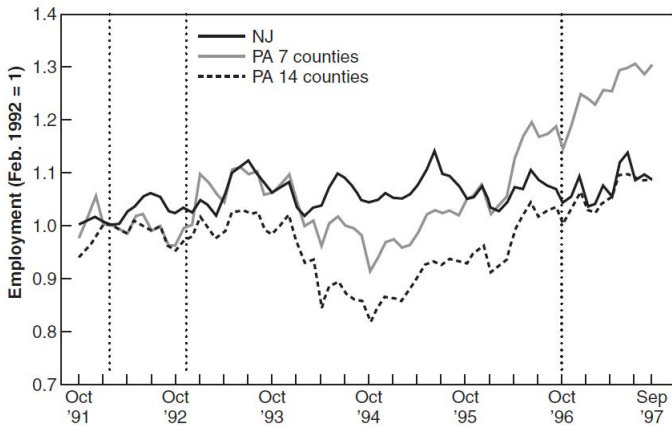 Employment (Feb. 1992 = 1)
1.4
1.3
1.2
1.1
1.0
0.9
0.8
0.7
NJ
PA 7 counties
PA 14 counties
Oct Oct Oct Oct Oct Oct Sep
'91 '92 '93 '94 '95 '96 '97